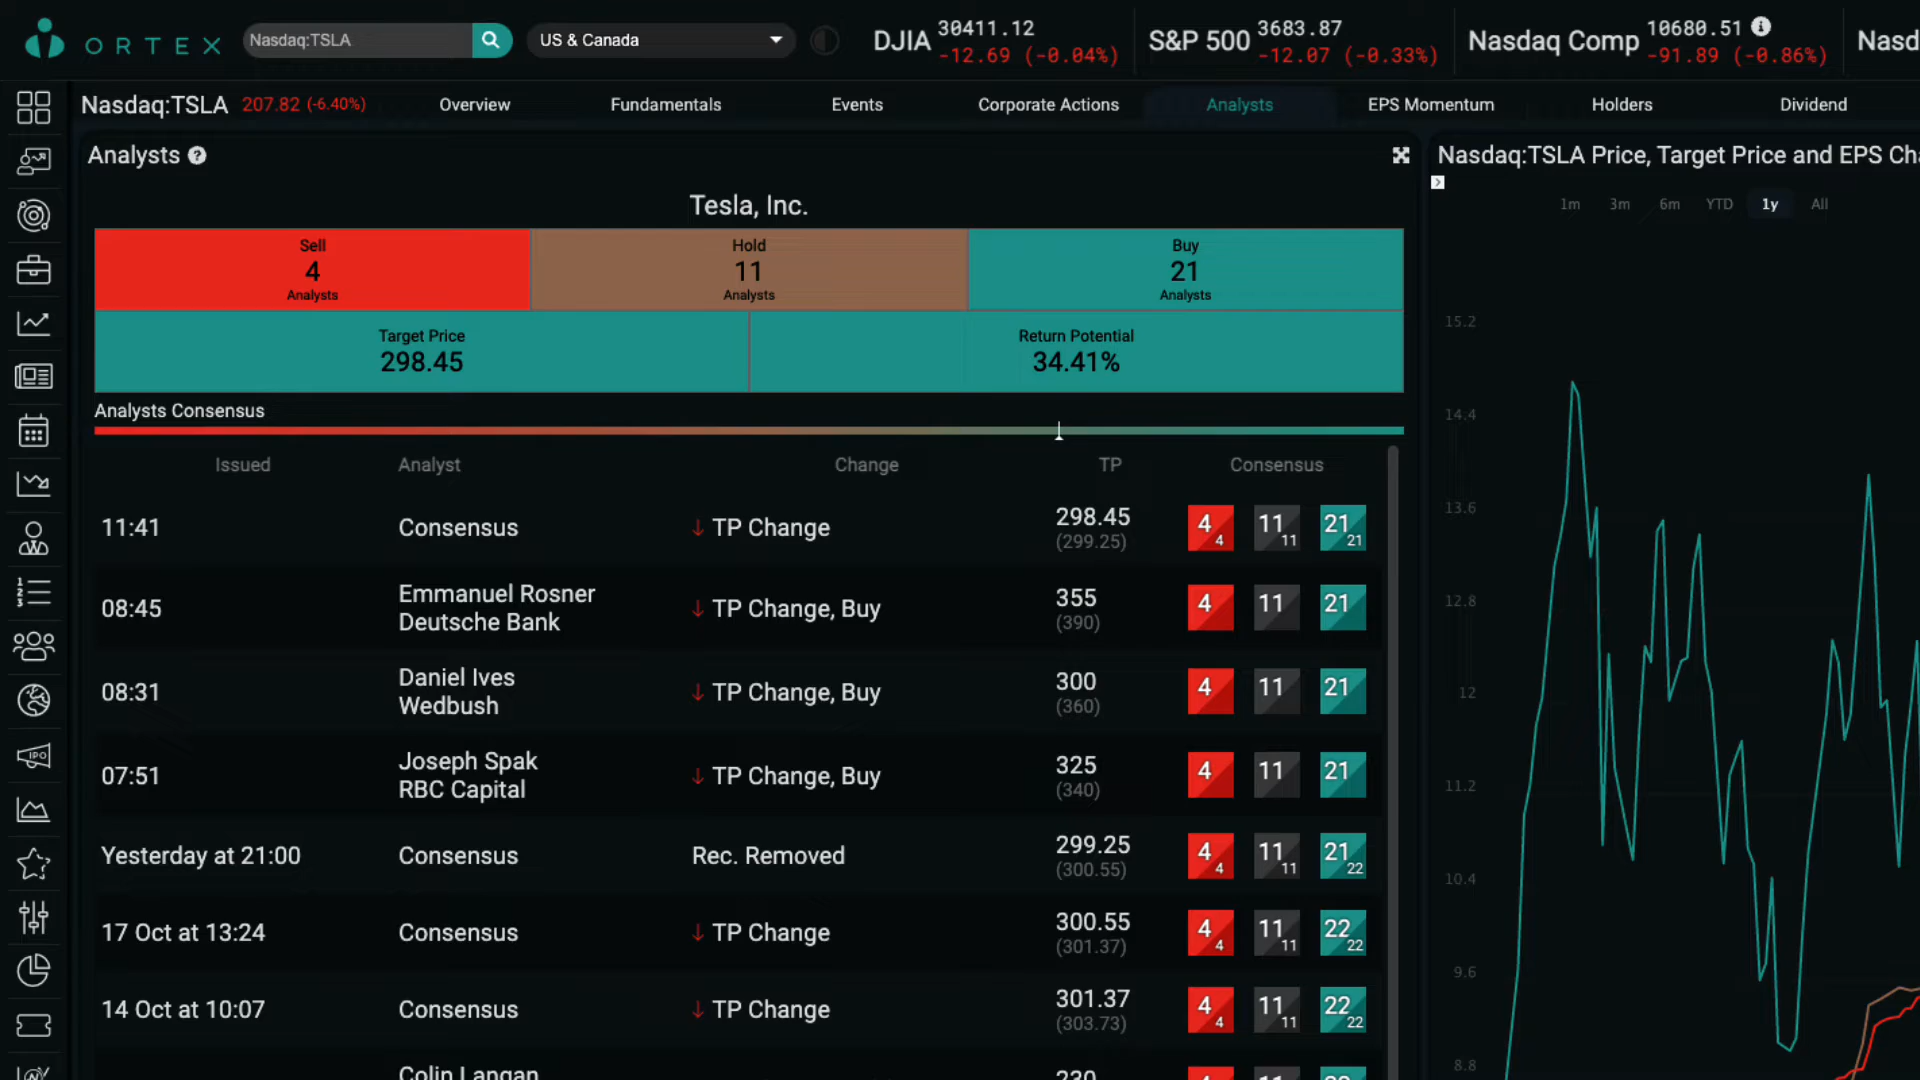 ORTEX
Nasdaq:TSLA
US & Canada
DJIA 30411.12 -12.69 (-0.04%)
S&P 500 3683.87 -12.07 (-0.33%)
Nasdaq Comp 10680.51 -91.89 (-0.86%)
Nasd
Nasdaq:TSLA 207.82 (-6.40%)
Overview
Fundamentals
Events
Corporate Actions
Analysts
EPS Momentum
Holders
Dividend
Analysts
Tesla, Inc.
Sell
4
Analysts
Hold
11
Analysts
Buy
21
Analysts
Target Price
298.45
Return Potential
34.41%
Analysts Consensus
Issued Analyst Change TP Consensus
11:41 Consensus ↓ TP Change 298.45 (299.25) 4 4 11 11 21 21
08:45 Emmanuel Rosner Deutsche Bank ↓ TP Change, Buy 355 (390) 4 11 21
08:31 Daniel Ives Wedbush ↓ TP Change, Buy 300 (360) 4 11 21
07:51 Joseph Spak RBC Capital ↓ TP Change, Buy 325 (340) 4 11 21
Yesterday at 21:00 Consensus Rec. Removed 299.25 (300.55) 4 4 11 11 21 22
17 Oct at 13:24 Consensus ↓ TP Change 300.55 (301.37) 4 4 11 11 22 22
14 Oct at 10:07 Consensus ↓ TP Change 301.37 (303.73) 4 4 11 11 22 22
Colin Langan 230
Nasdaq:TSLA Price, Target Price and EPS Cha
1m 3m 6m YTD 1y All
15.2
14.4
13.6
12.8
12
11.2
10.4
9.6
8.8
IPO